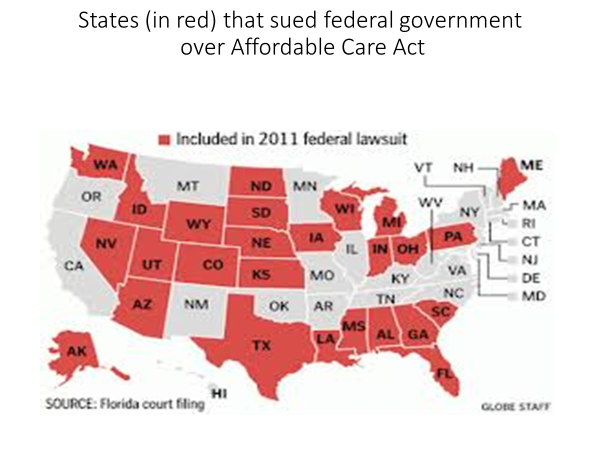 States (in red) that sued federal government
over Affordable Care Act
Included in 2011 federal lawsuit
VT NH ME
WA
MT ND MN
OR
ID
WY
SD
WI
MI
WV
NY
MA
RI
CT
NJ
DE
MD
NV
UT
CO
NE
KS
IA
IL
IN
OH
PA
CA
MO
KY
VA
AZ
NM
OK
AR
TN
NC
SC
TX
LA
MS
AL
GA
FL
AK
HI
SOURCE: Florida court filing
GLOBE STAFF